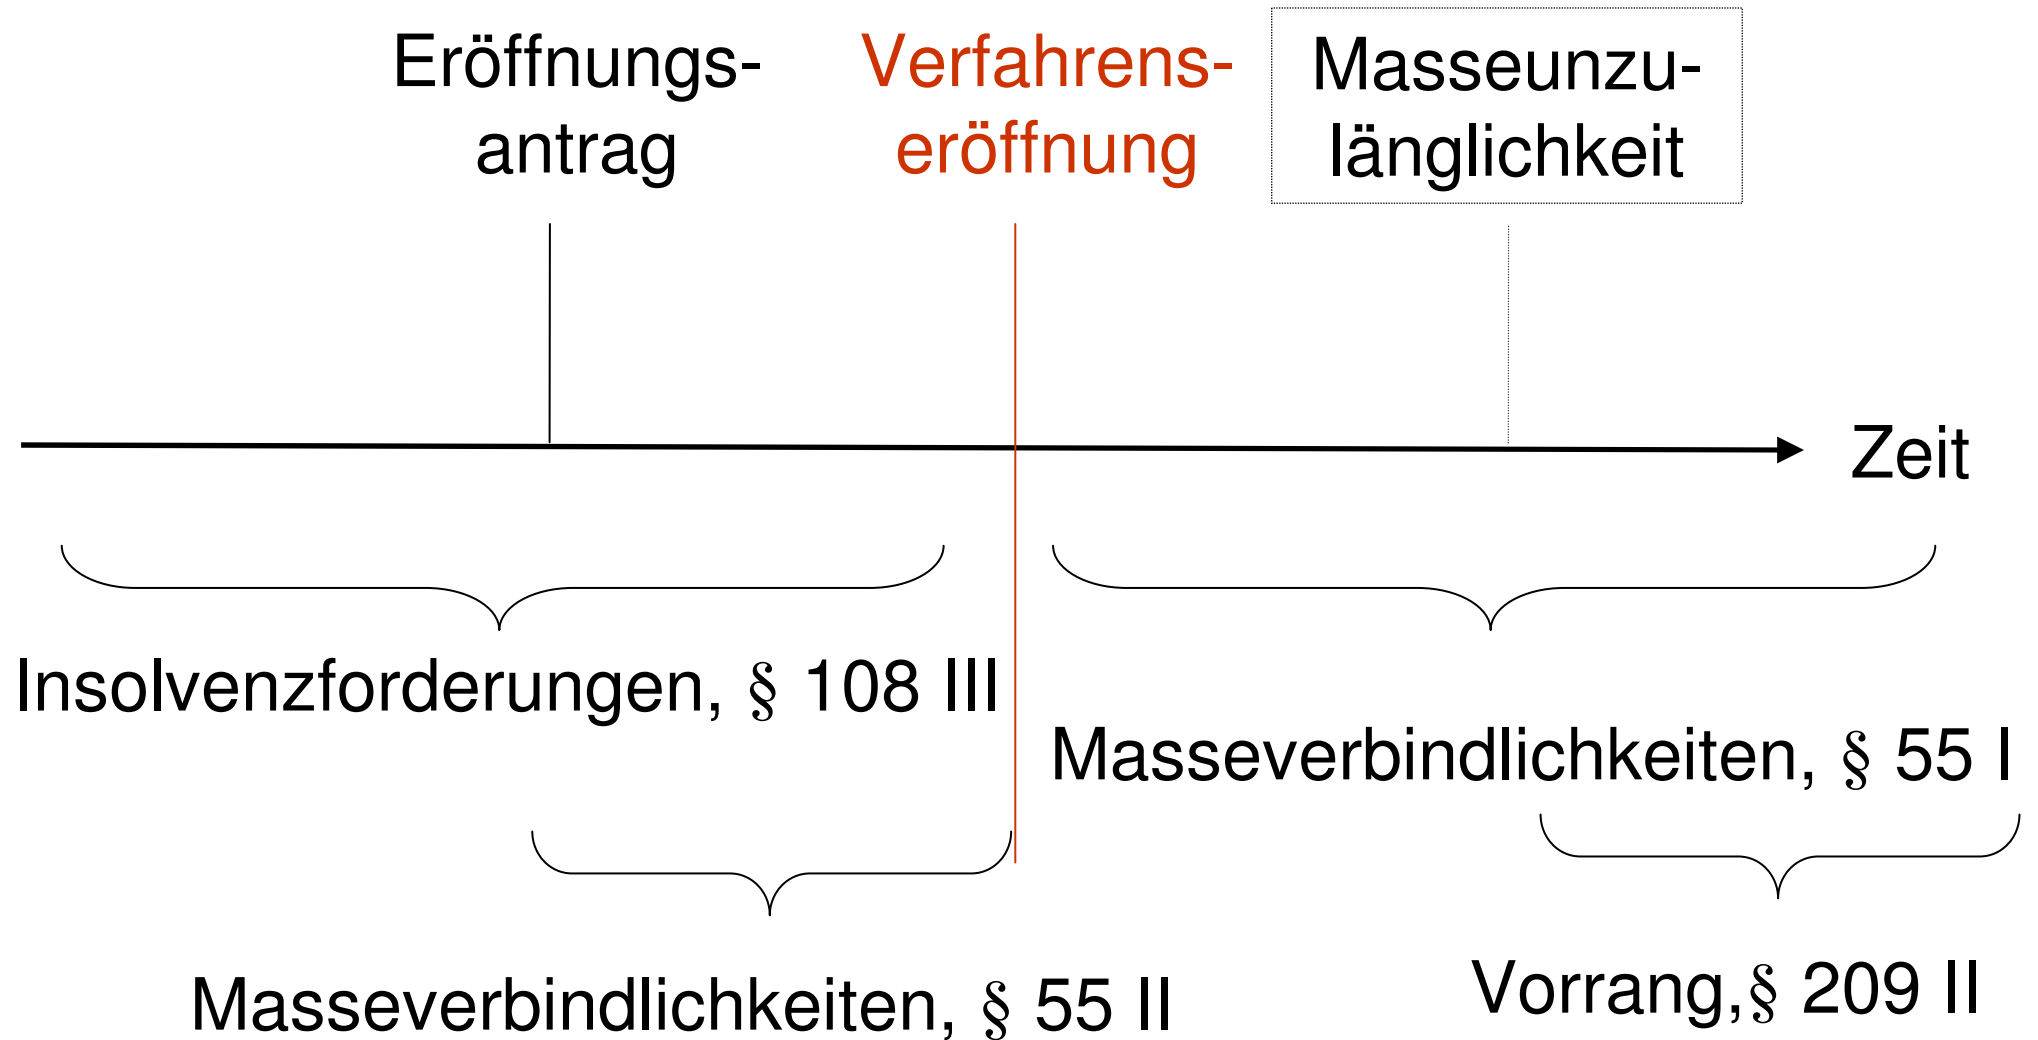 Eröffnungs-
antrag
Verfahrens-
eröffnung
Masseunzu-
länglichkeit
Zeit
Insolvenzforderungen, § 108 III
Masseverbindlichkeiten, § 55 I
Masseverbindlichkeiten, § 55 II
Vorrang,§ 209 II